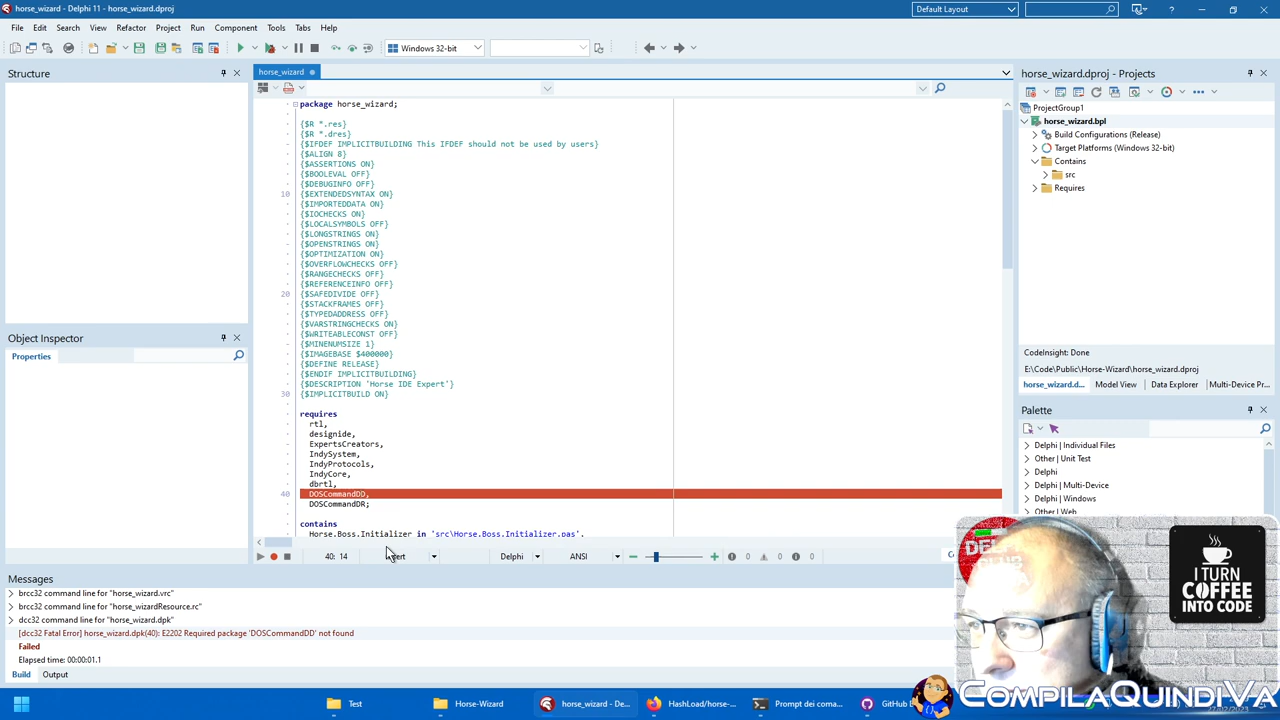 horse_wizard - Delphi 11 - horse_wizard.dproj
Default Layout
File Edit Search View Refactor Project Run Component Tools Tabs Help
Windows 32-bit
Structure
horse_wizard
package horse_wizard;
{$R *.res}
{$R *.dres}
{$IFDEF IMPLICITBUILDING This IFDEF should not be used by users}
{$ALIGN 8}
{$ASSERTIONS ON}
{$BOOLEVAL OFF}
{$DEBUGINFO OFF}
10 {$EXTENDEDSYNTAX ON}
{$IMPORTEDDATA ON}
{$IOCHECKS ON}
{$LOCALSYMBOLS OFF}
{$LONGSTRINGS ON}
{$OPENSTRINGS ON}
{$OPTIMIZATION ON}
{$OVERFLOWCHECKS OFF}
{$RANGECHECKS OFF}
{$REFERENCEINFO OFF}
20 {$SAFEDIVIDE OFF}
{$STACKFRAMES OFF}
{$TYPEDADDRESS OFF}
{$VARSTRINGCHECKS ON}
{$WRITEABLECONST OFF}
{$MINENUMSIZE 1}
{$IMAGEBASE $400000}
{$DEFINE RELEASE}
{$ENDIF IMPLICITBUILDING}
{$DESCRIPTION 'Horse IDE Expert'}
30 {$IMPLICITBUILD ON}
requires
rtl,
designide,
ExpertsCreators,
IndySystem,
IndyProtocols,
IndyCore,
dbrtl,
40 DOSCommandDD,
DOSCommandDR;
contains
Horse.Boss.Initializer in 'src\Horse.Boss.Initializer.pas',
40: 14
Delphi
ANSI
0 0 0
Object Inspector
Properties
horse_wizard.dproj - Projects
ProjectGroup1
horse_wizard.bpl
Build Configurations (Release)
Target Platforms (Windows 32-bit)
Contains
src
Requires
CodeInsight: Done
E:\Code\Public\Horse-Wizard\horse_wizard.dproj
horse_wizard.d... Model View Data Explorer Multi-Device Pr...
Palette
Delphi | Individual Files
Other | Unit Test
Delphi
Delphi | Multi-Device
Delphi | Windows
Other | Web
Messages
brcc32 command line for "horse_wizard.vrc"
brcc32 command line for "horse_wizardResource.rc"
dcc32 command line for "horse_wizard.dpk"
[dcc32 Fatal Error] horse_wizard.dpk(40): E2202 Required package 'DOSCommandDD' not found
Failed
Elapsed time: 00:00:01.1
Build Output
I TURN
COFFEE
INTO CODE
Test
Horse-Wizard
horse_wizard - De...
HashLoad/horse-...
Prompt dei coma...
COMPILAQUINDIVA